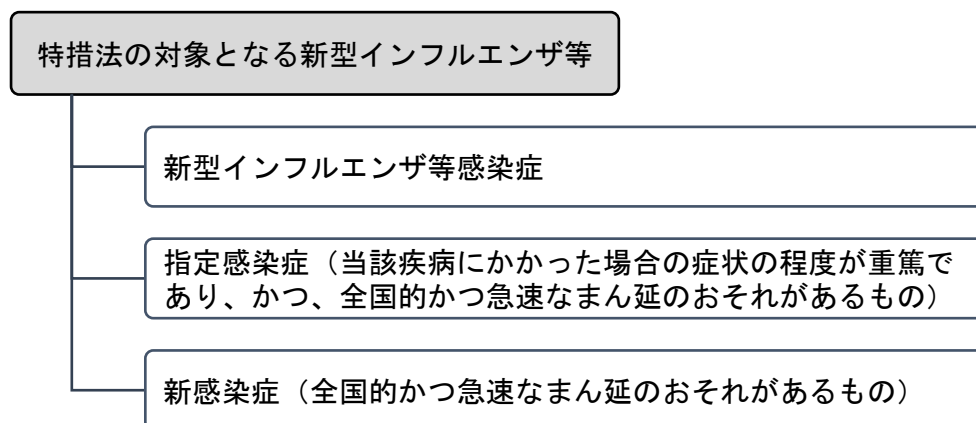 特措法の対象となる新型インフルエンザ等
新型インフルエンザ等感染症
指定感染症（当該疾病にかかった場合の症状の程度が重篤で
あり、かつ、全国的かつ急速なまん延のおそれがあるもの）
新感染症（全国的かつ急速なまん延のおそれがあるもの）